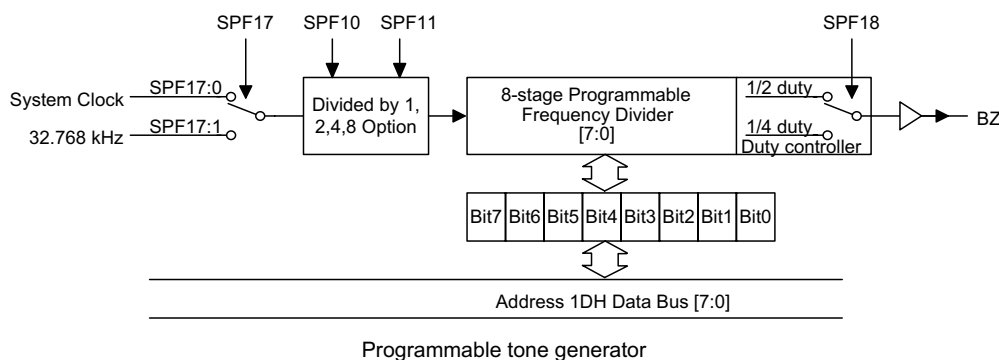 SPF17
SPF10
SPF11
SPF18
System Clock
SPF17:0
32.768 kHz
SPF17:1
Divided by 1,
2,4,8 Option
8-stage Programmable
Frequency Divider
[7:0]
1/2 duty
1/4 duty
Duty controller
BZ
Bit7 Bit6 Bit5 Bit4 Bit3 Bit2 Bit1 Bit0
Address 1DH Data Bus [7:0]
Programmable tone generator